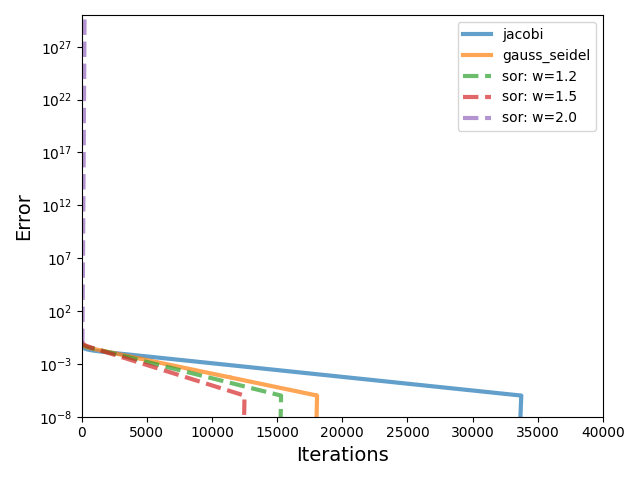 10^27
10^22
10^17
10^12
10^7
10^2
10^-3
10^-8
Error
0 5000 10000 15000 20000 25000 30000 35000 40000
Iterations
jacobi
gauss_seidel
sor: w=1.2
sor: w=1.5
sor: w=2.0